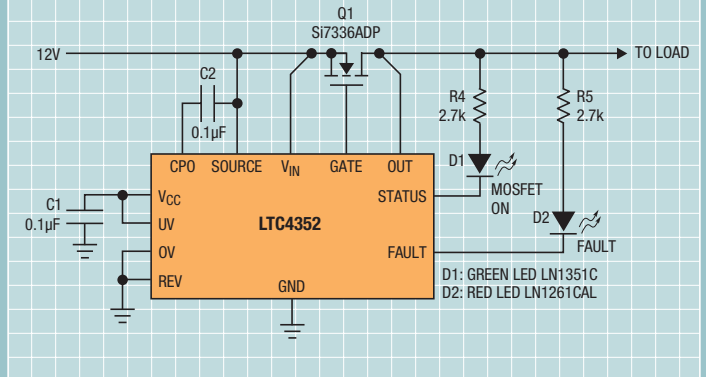 Q1
Si7336ADP
12V
TO LOAD
C2
0.1µF
R4
2.7k
R5
2.7k
D1
MOSFET
ON
D2
FAULT
CPO
SOURCE
VIN
GATE
OUT
C1
0.1µF
VCC
UV
OV
REV
LTC4352
STATUS
FAULT
GND
D1: GREEN LED LN1351C
D2: RED LED LN1261CAL